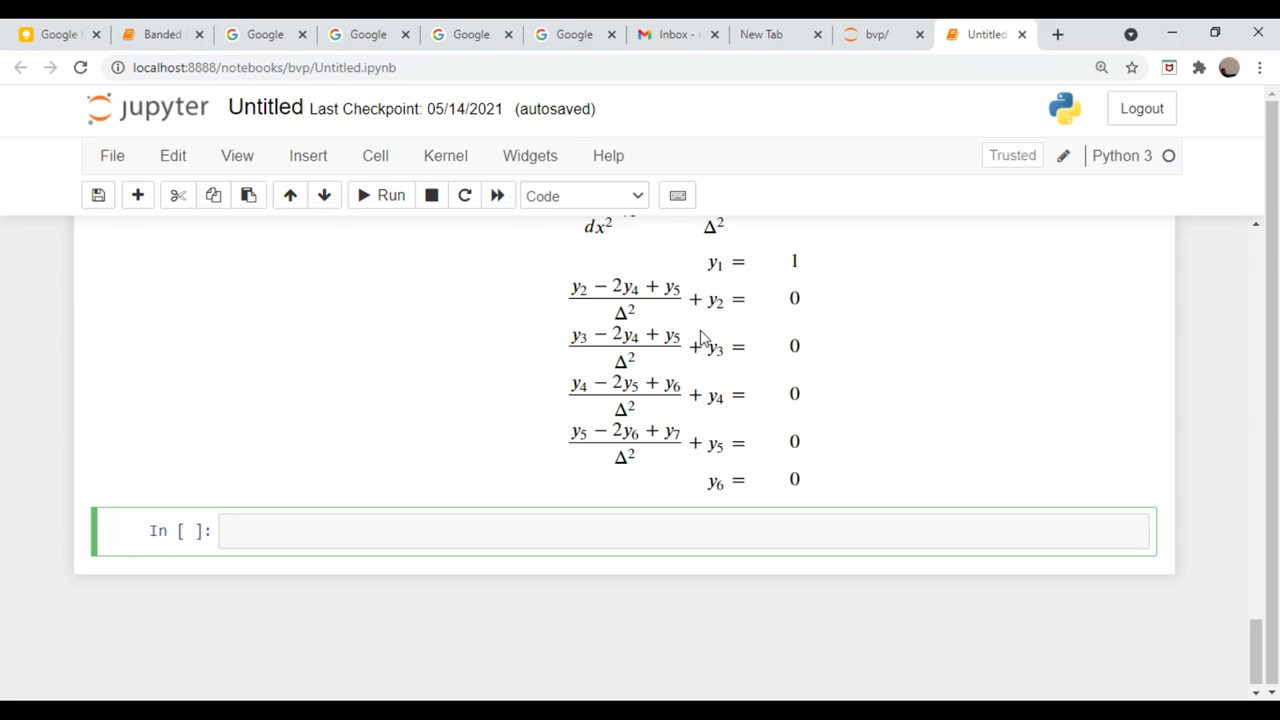 Google
Banded
Google
Google
Google
Google
Inbox -
New Tab
bvp/
Untitled
localhost:8888/notebooks/bvp/Untitled.ipynb
jupyter Untitled Last Checkpoint: 05/14/2021 (autosaved)
Logout
File Edit View Insert Cell Kernel Widgets Help
Trusted
Python 3
Run
Code
dx² Δ²
y₁ = 1
(y₂ − 2y₄ + y₅)/Δ² + y₂ = 0
(y₃ − 2y₄ + y₅)/Δ² + y₃ = 0
(y₄ − 2y₅ + y₆)/Δ² + y₄ = 0
(y₅ − 2y₆ + y₇)/Δ² + y₅ = 0
y₆ = 0
In [ ]: